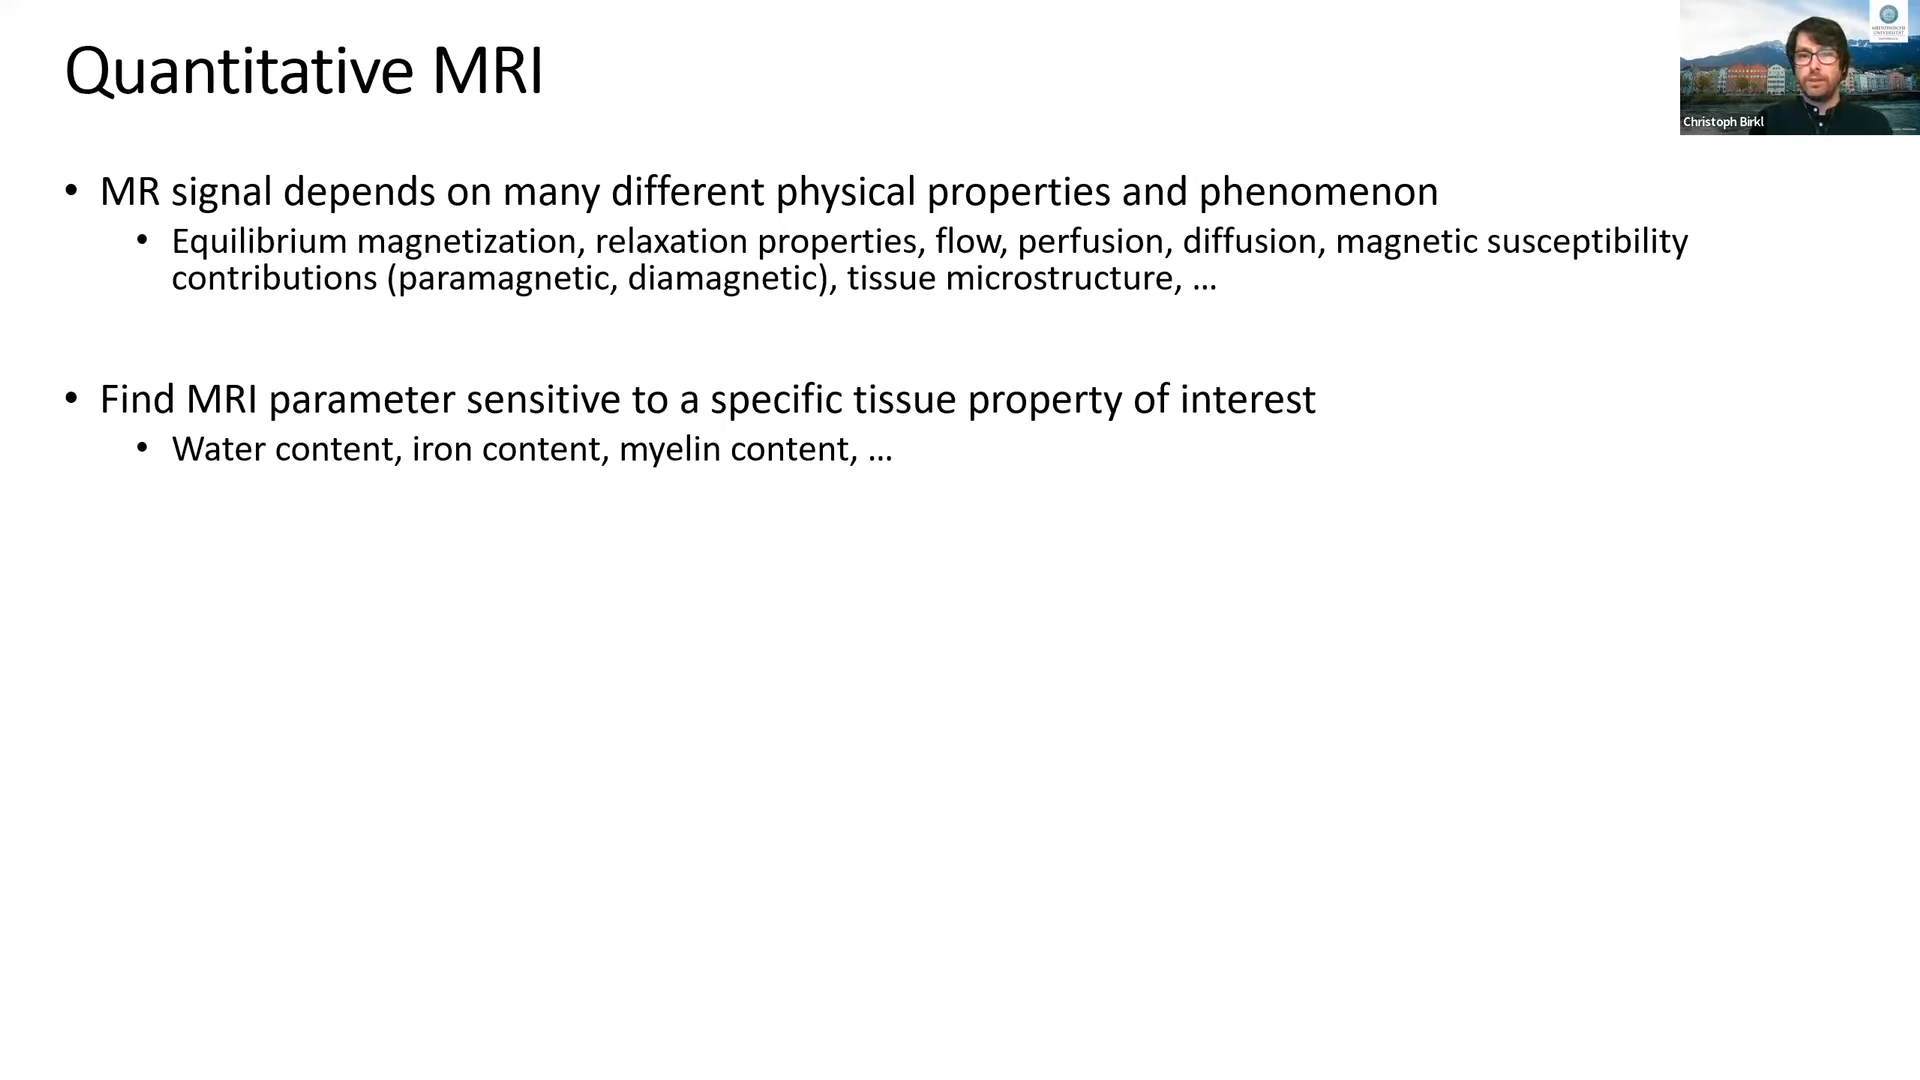 Quantitative MRI
• MR signal depends on many different physical properties and phenomenon
• Equilibrium magnetization, relaxation properties, flow, perfusion, diffusion, magnetic susceptibility
contributions (paramagnetic, diamagnetic), tissue microstructure, …
• Find MRI parameter sensitive to a specific tissue property of interest
• Water content, iron content, myelin content, …
MEDIZINISCHE
UNIVERSITÄT
Christoph Birkl